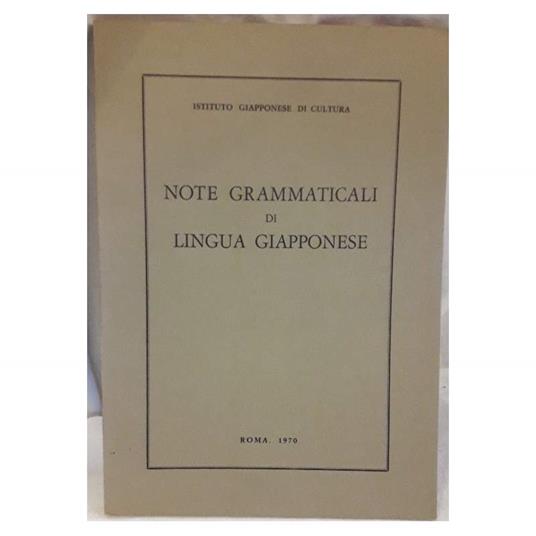 ISTITUTO GIAPPONESE DI CULTURA
NOTE GRAMMATICALI
DI
LINGUA GIAPPONESE
ROMA. 1970